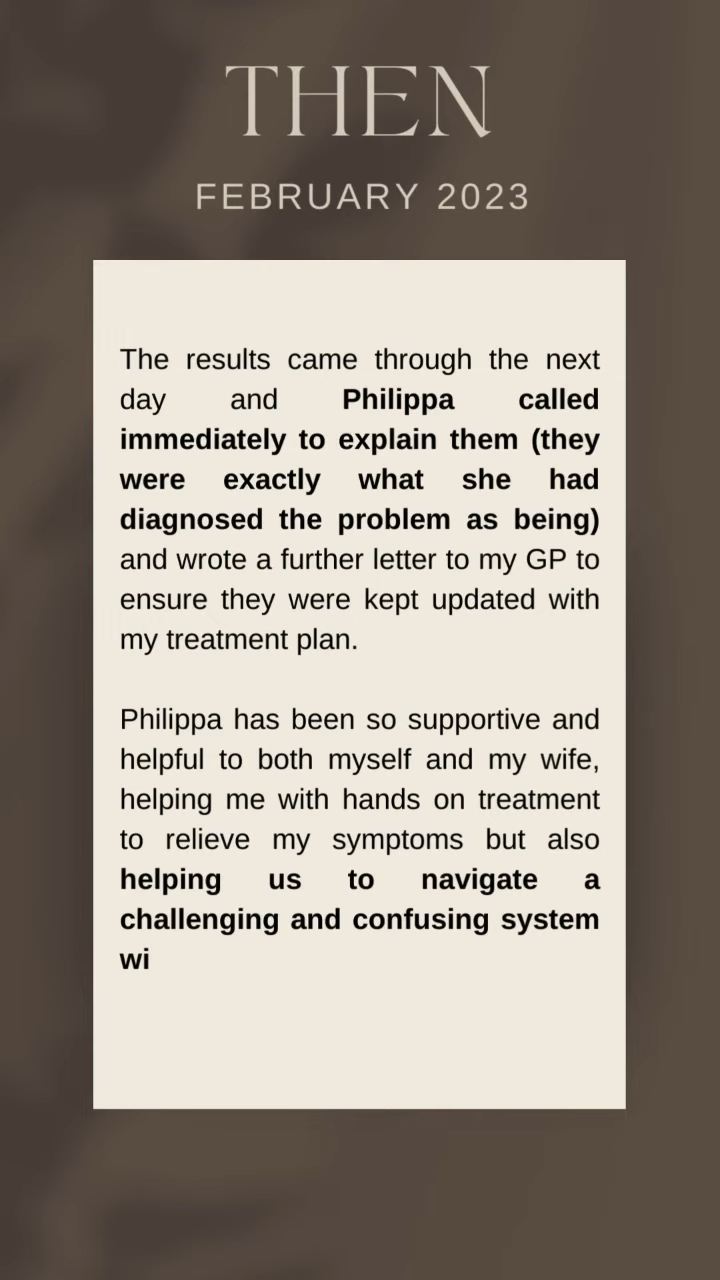 THEN
FEBRUARY 2023
The results came through the next
day and Philippa called
immediately to explain them (they
were exactly what she had
diagnosed the problem as being)
and wrote a further letter to my GP to
ensure they were kept updated with
my treatment plan.
Philippa has been so supportive and
helpful to both myself and my wife,
helping me with hands on treatment
to relieve my symptoms but also
helping us to navigate a
challenging and confusing system
wi